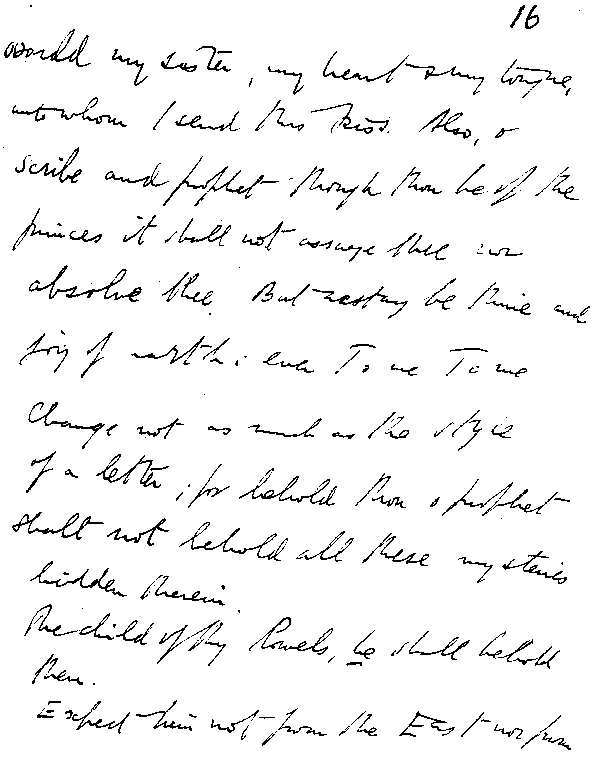 16
world my sister, my heart & my tongue,
unto whom I send this kiss. Also, o
scribe and prophet though thou be of the
princes it shall not assuage thee nor
absolve thee. But ecstasy be thine and
joy of earth: ever To me To me
Change not as much as the style
of a letter; for behold thou o prophet
shalt not behold all these mysteries
hidden therein.
The child of thy bowels, he shall behold
them.
Expect him not from the East nor from